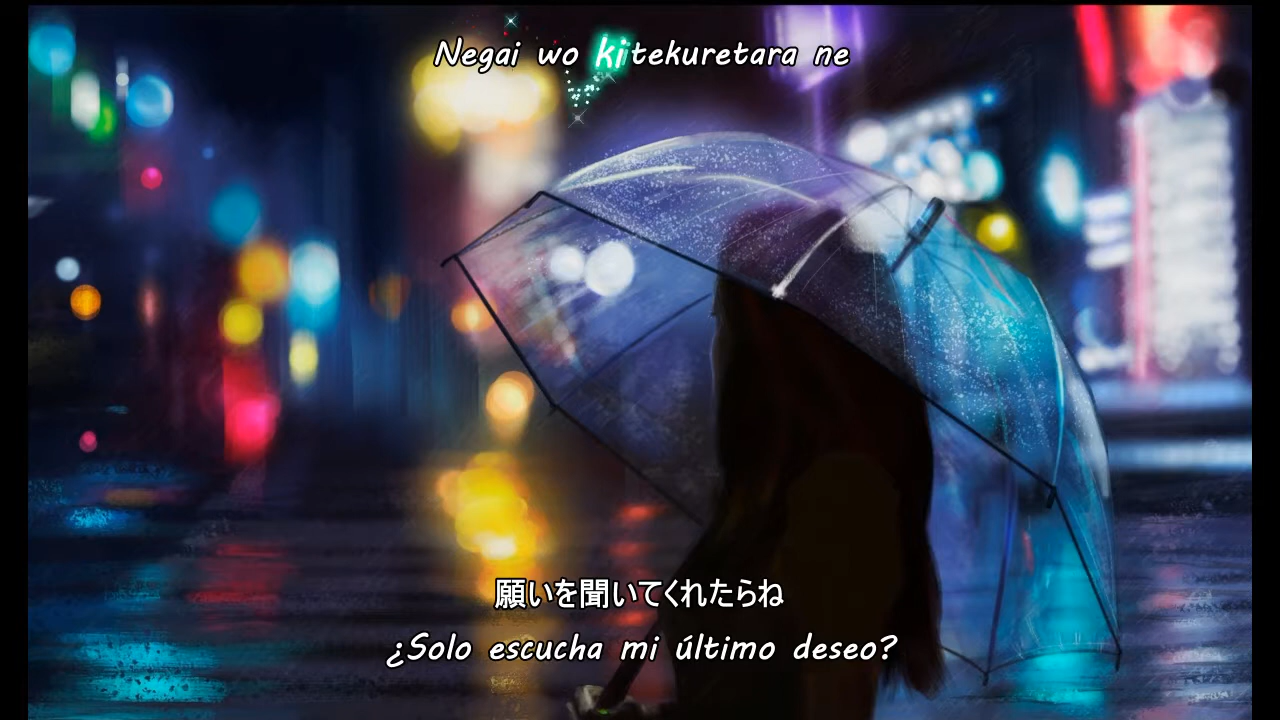 Negai wo kitekuretara ne
願いを聞いてくれたらね
¿Solo escucha mi último deseo?